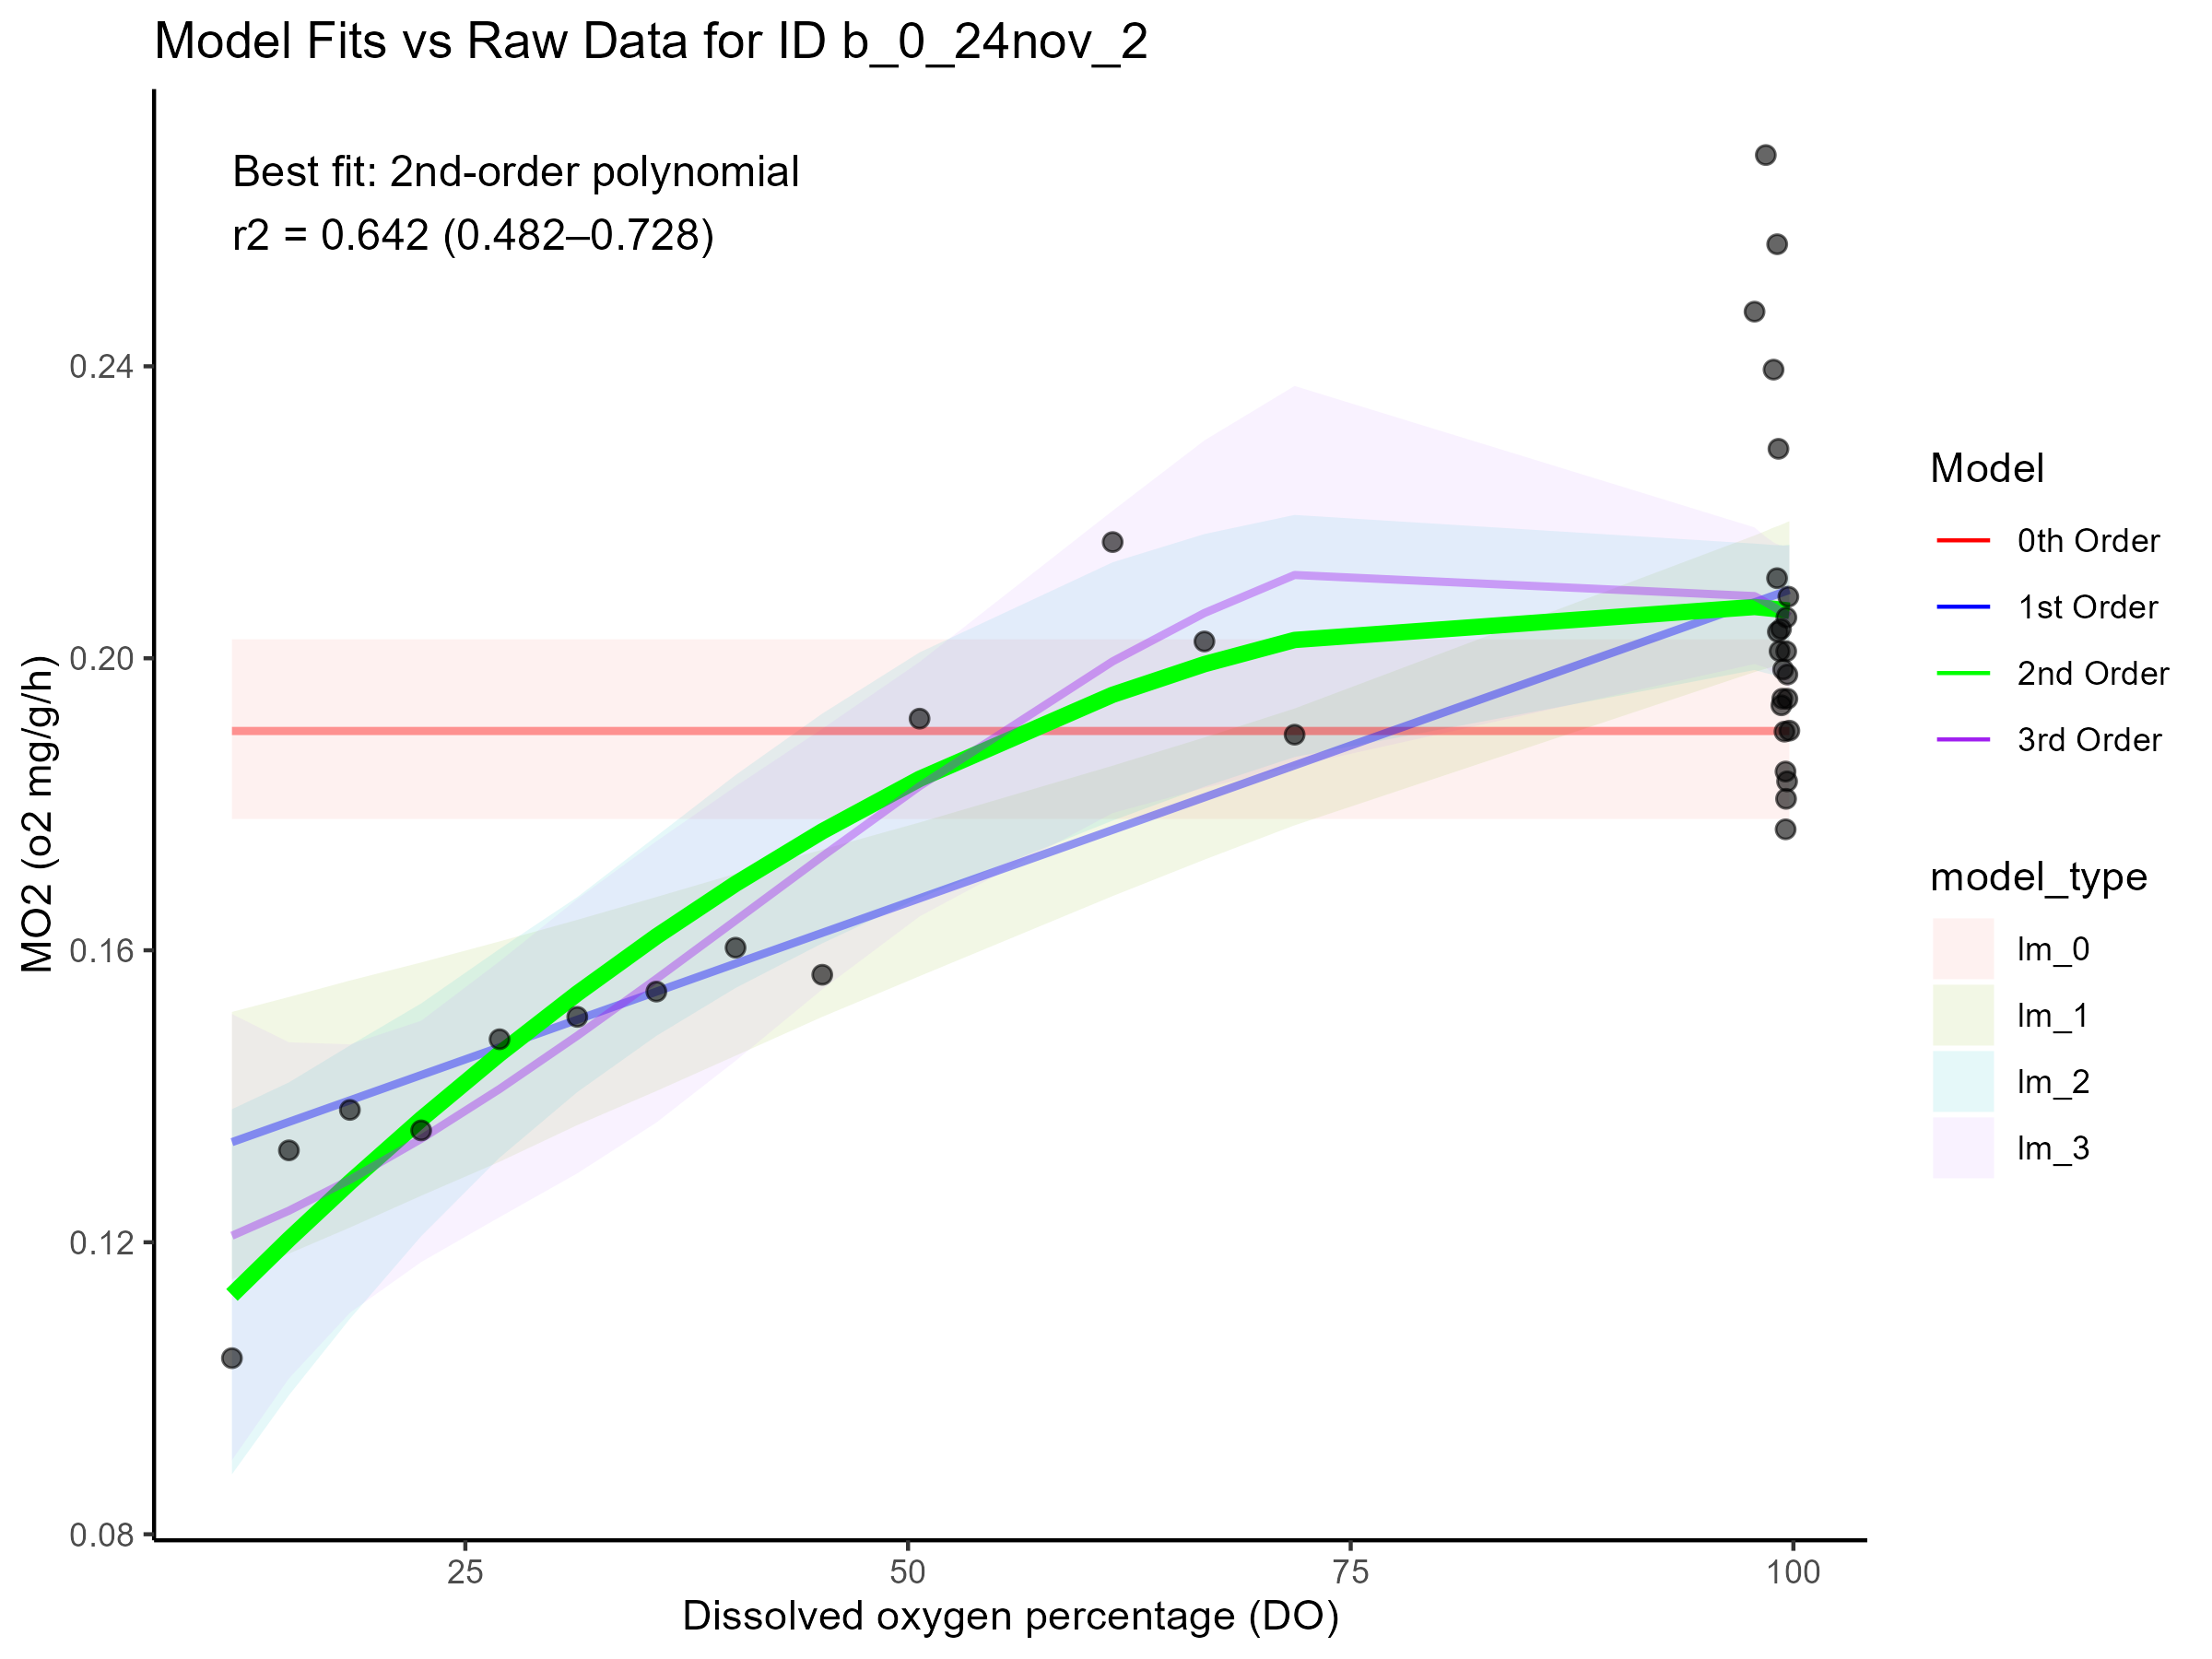 Model Fits vs Raw Data for ID b_0_24nov_2
Best fit: 2nd-order polynomial
r2 = 0.642 (0.482–0.728)
MO2 (o2 mg/g/h)
0.24
0.20
0.16
0.12
0.08
25
50
75
100
Dissolved oxygen percentage (DO)
Model
0th Order
1st Order
2nd Order
3rd Order
model_type
lm_0
lm_1
lm_2
lm_3